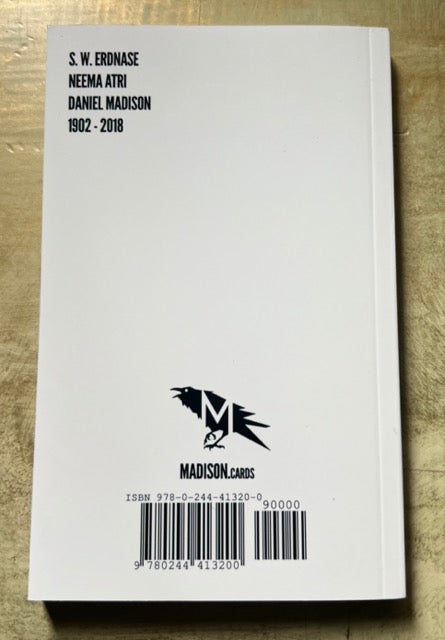 S. W. ERDNASE
NEEMA ATRI
DANIEL MADISON
1902 - 2018
M
MADISON.CARDS
ISBN 978-0-244-41320-0
90000
9 780244 413200